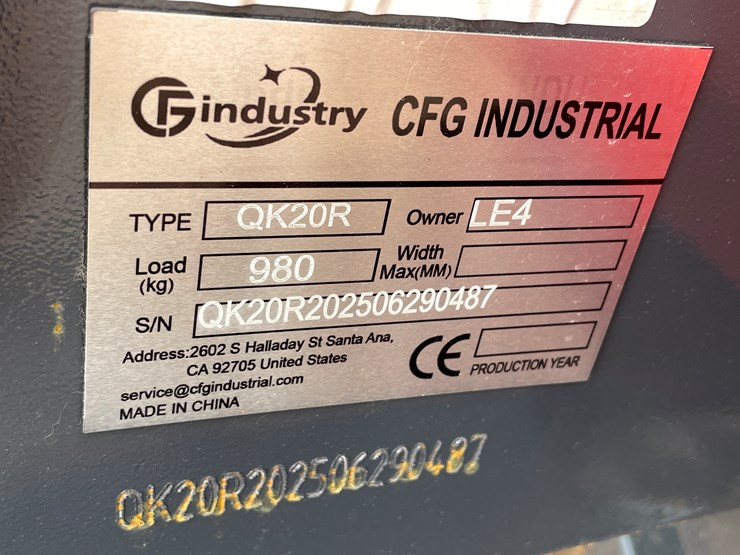 CFGindustry CFG INDUSTRIAL
TYPE QK20R Owner LE4
Load (kg) 980 Width Max(MM)
S/N QK20R202506290487
Address:2602 S Halladay St Santa Ana,
CA 92705 United States
service@cfgindustrial.com
MADE IN CHINA
CE PRODUCTION YEAR
QK20R202506290487